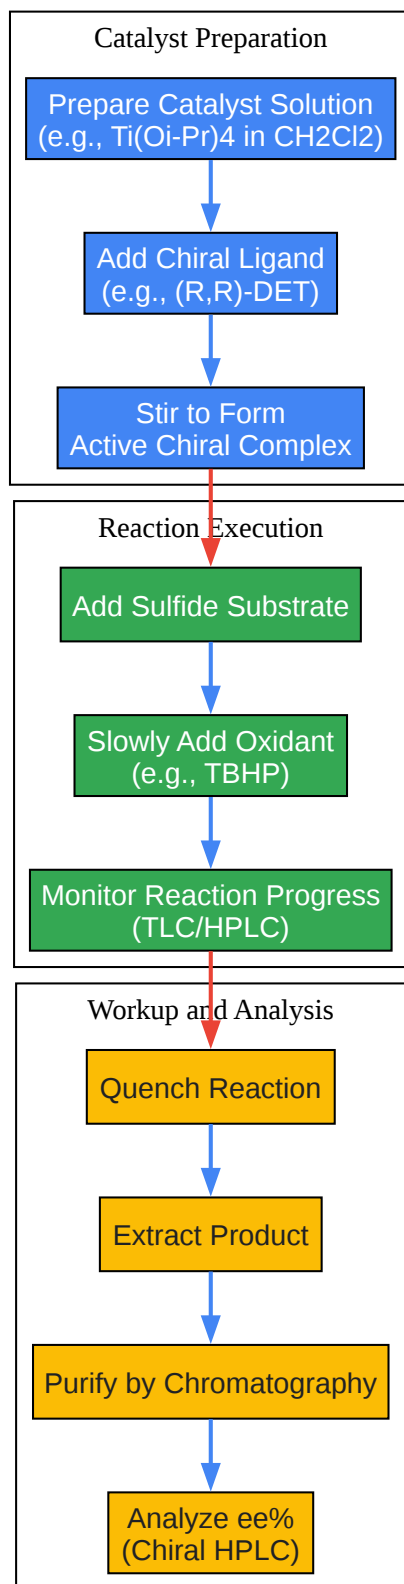 Catalyst Preparation
Prepare Catalyst Solution
(e.g., Ti(Oi-Pr)4 in CH2Cl2)
Add Chiral Ligand
(e.g., (R,R)-DET)
Stir to Form
Active Chiral Complex
Reaction Execution
Add Sulfide Substrate
Slowly Add Oxidant
(e.g., TBHP)
Monitor Reaction Progress
(TLC/HPLC)
Workup and Analysis
Quench Reaction
Extract Product
Purify by Chromatography
Analyze ee%
(Chiral HPLC)